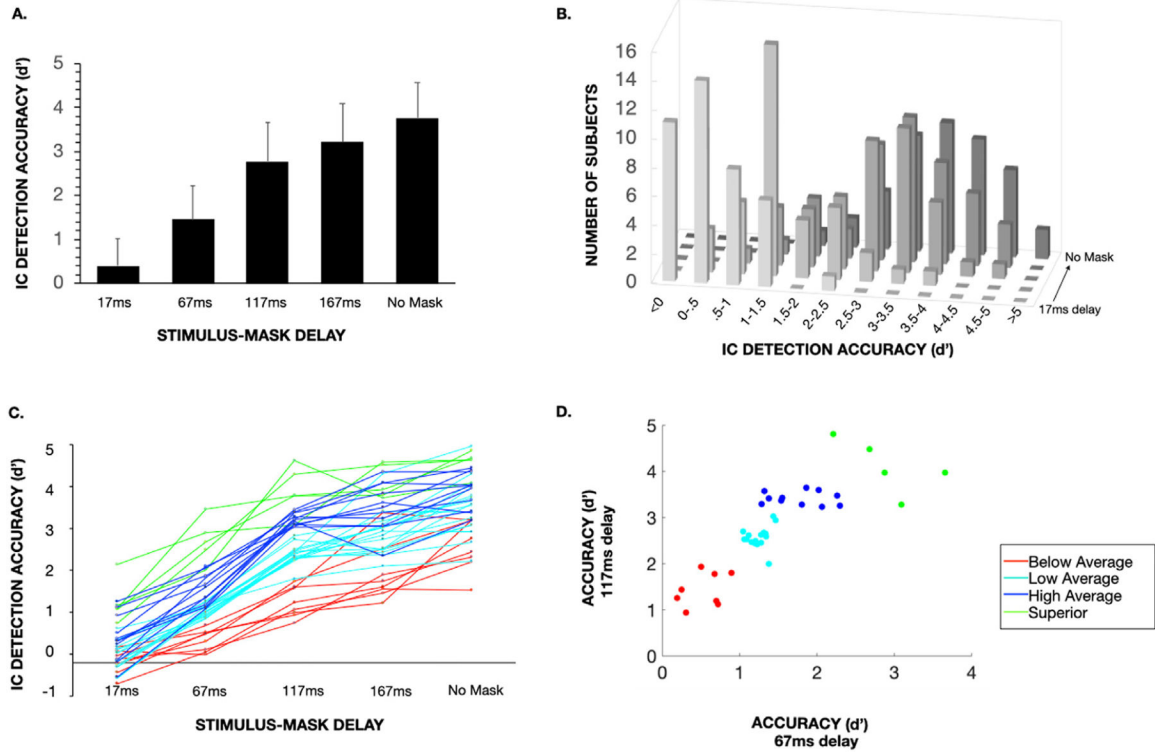 A.
IC DETECTION ACCURACY (d')
5
4
3
2
1
0
17ms 67ms 117ms 167ms No Mask
STIMULUS-MASK DELAY
B.
NUMBER OF SUBJECTS
16
14
12
10
8
6
4
2
0
<0 0-.5 .5-1 1-1.5 1.5-2 2-2.5 2.5-3 3-3.5 3.5-4 4-4.5 4.5-5 >5
No Mask
17ms delay
IC DETECTION ACCURACY (d')
C.
IC DETECTION ACCURACY (d')
5
4
3
2
1
0
-1
17ms 67ms 117ms 167ms No Mask
STIMULUS-MASK DELAY
D.
ACCURACY (d')
117ms delay
5
4
3
2
1
0
0 1 2 3 4
ACCURACY (d')
67ms delay
Below Average
Low Average
High Average
Superior